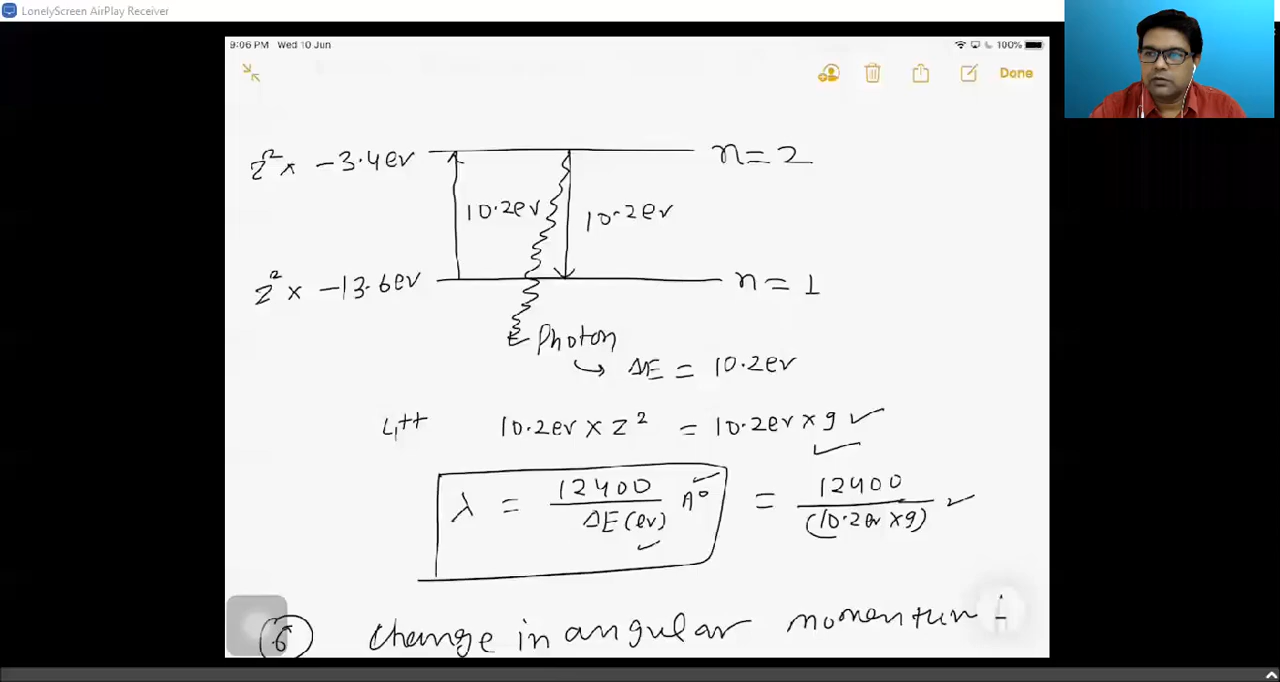 LonelyScreen AirPlay Receiver
9:06 PM Wed 10 Jun
100%
Done
z² x -3.4ev
n=2
10.2ev
10.2ev
z² x -13.6ev
n=1
Photon
→ ΔE = 10.2ev
Li++ 10.2ev x z² = 10.2ev x 9 ✓
λ = 12400 / ΔE(ev) A° = 12400 / (10.2ev x 9) ✓
6 change in angular momentum